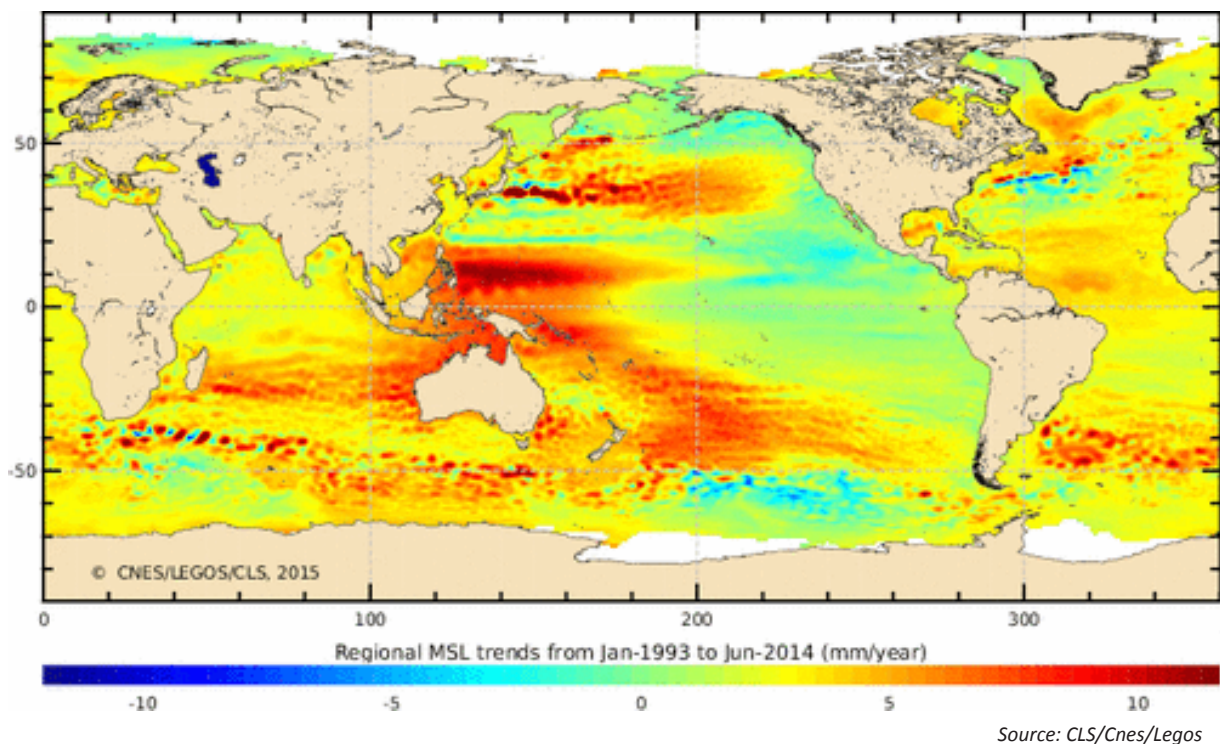 50
0
-50
© CNES/LEGOS/CLS, 2015
0 100 200 300
Regional MSL trends from Jan-1993 to Jun-2014 (mm/year)
-10 -5 0 5 10
Source: CLS/Cnes/Legos